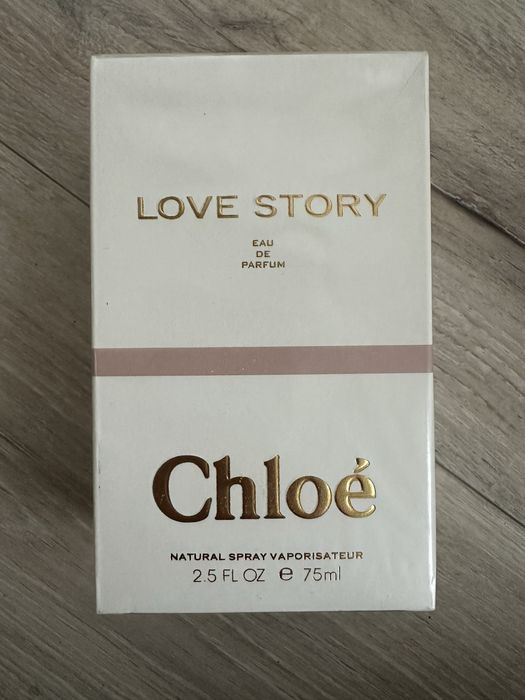 LOVE STORY
EAU
DE
PARFUM
Chloé
NATURAL SPRAY VAPORISATEUR
2.5 FL OZ e 75ml